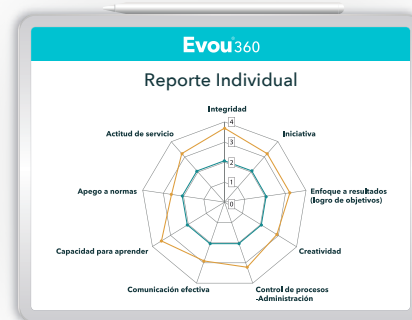 Evou360
Reporte Individual
Integridad
4
Actitud de servicio
Iniciativa
3
2
Apego a normas
1
Enfoque a resultados
(logro de objetivos)
0
Capacidad para aprender
Creatividad
Comunicación efectiva
Control de procesos
-Administración